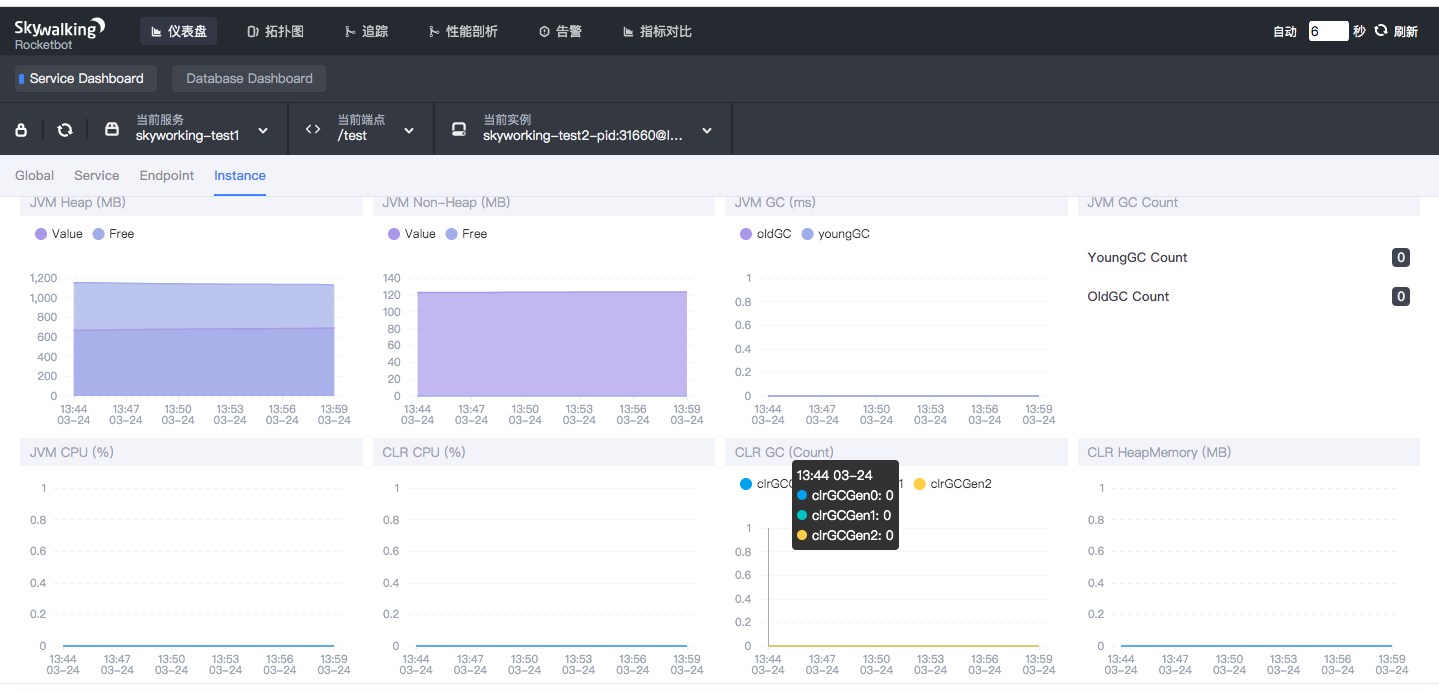 Skywalking
Rocketbot
仪表盘
拓扑图
追踪
性能剖析
告警
指标对比
自动 6 秒 刷新
Service Dashboard
Database Dashboard
当前服务
skyworking-test1
当前端点
/test
当前实例
skyworking-test2-pid:31660@l...
Global Service Endpoint Instance
JVM Heap (MB)
Value Free
1,200
1,000
800
600
400
200
0
13:44 13:47 13:50 13:53 13:56 13:59
03-24 03-24 03-24 03-24 03-24 03-24
JVM Non-Heap (MB)
Value Free
140
120
100
80
60
40
20
0
13:44 13:47 13:50 13:53 13:56 13:59
03-24 03-24 03-24 03-24 03-24 03-24
JVM GC (ms)
oldGC youngGC
1
0.8
0.6
0.4
0.2
0
13:44 13:47 13:50 13:53 13:56 13:59
03-24 03-24 03-24 03-24 03-24 03-24
JVM GC Count
YoungGC Count 0
OldGC Count 0
JVM CPU (%)
1
0.8
0.6
0.4
0.2
0
13:44 13:47 13:50 13:53 13:56 13:59
03-24 03-24 03-24 03-24 03-24 03-24
CLR CPU (%)
1
0.8
0.6
0.4
0.2
0
13:44 13:47 13:50 13:53 13:56 13:59
03-24 03-24 03-24 03-24 03-24 03-24
CLR GC (Count)
clrGCGen2
13:44 03-24
clrGCGen0: 0
clrGCGen1: 0
clrGCGen2: 0
1
0.8
0.6
0.4
0.2
0
13:44 13:47 13:50 13:53 13:56 13:59
03-24 03-24 03-24 03-24 03-24 03-24
CLR HeapMemory (MB)
1
0.8
0.6
0.4
0.2
0
13:44 13:47 13:50 13:53 13:56 13:59
03-24 03-24 03-24 03-24 03-24 03-24